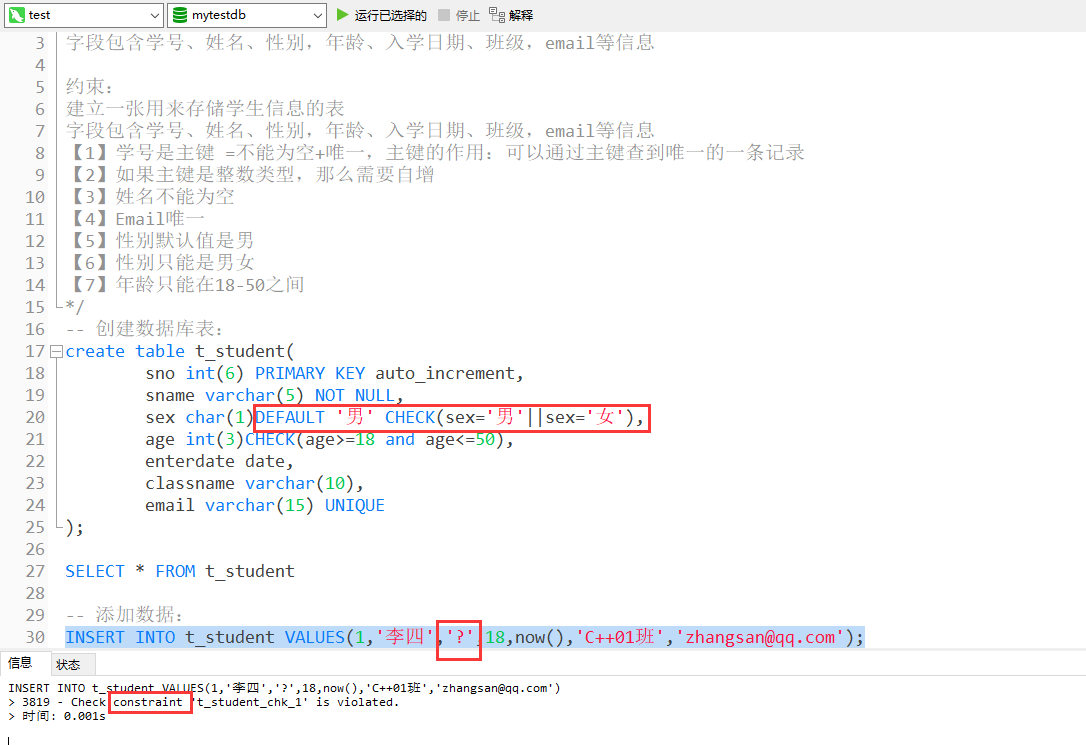 test mytestdb 运行已选择的 停止 解释
3 字段包含学号、姓名、性别，年龄、入学日期、班级，email等信息
4
5 约束：
6 建立一张用来存储学生信息的表
7 字段包含学号、姓名、性别，年龄、入学日期、班级，email等信息
8 【1】学号是主键 =不能为空+唯一，主键的作用：可以通过主键查到唯一的一条记录
9 【2】如果主键是整数类型，那么需要自增
10 【3】姓名不能为空
11 【4】Email唯一
12 【5】性别默认值是男
13 【6】性别只能是男女
14 【7】年龄只能在18-50之间
15 */
16 -- 创建数据库表：
17 create table t_student(
18 sno int(6) PRIMARY KEY auto_increment,
19 sname varchar(5) NOT NULL,
20 sex char(1)DEFAULT '男' CHECK(sex='男'||sex='女'),
21 age int(3)CHECK(age>=18 and age<=50),
22 enterdate date,
23 classname varchar(10),
24 email varchar(15) UNIQUE
25 );
26
27 SELECT * FROM t_student
28
29 -- 添加数据：
30 INSERT INTO t_student VALUES(1,'李四','?',18,now(),'C++01班','zhangsan@qq.com');
信息 状态
INSERT INTO t_student VALUES(1,'李四','?',18,now(),'C++01班','zhangsan@qq.com')
> 3819 - Check constraint 't_student_chk_1' is violated.
> 时间: 0.001s